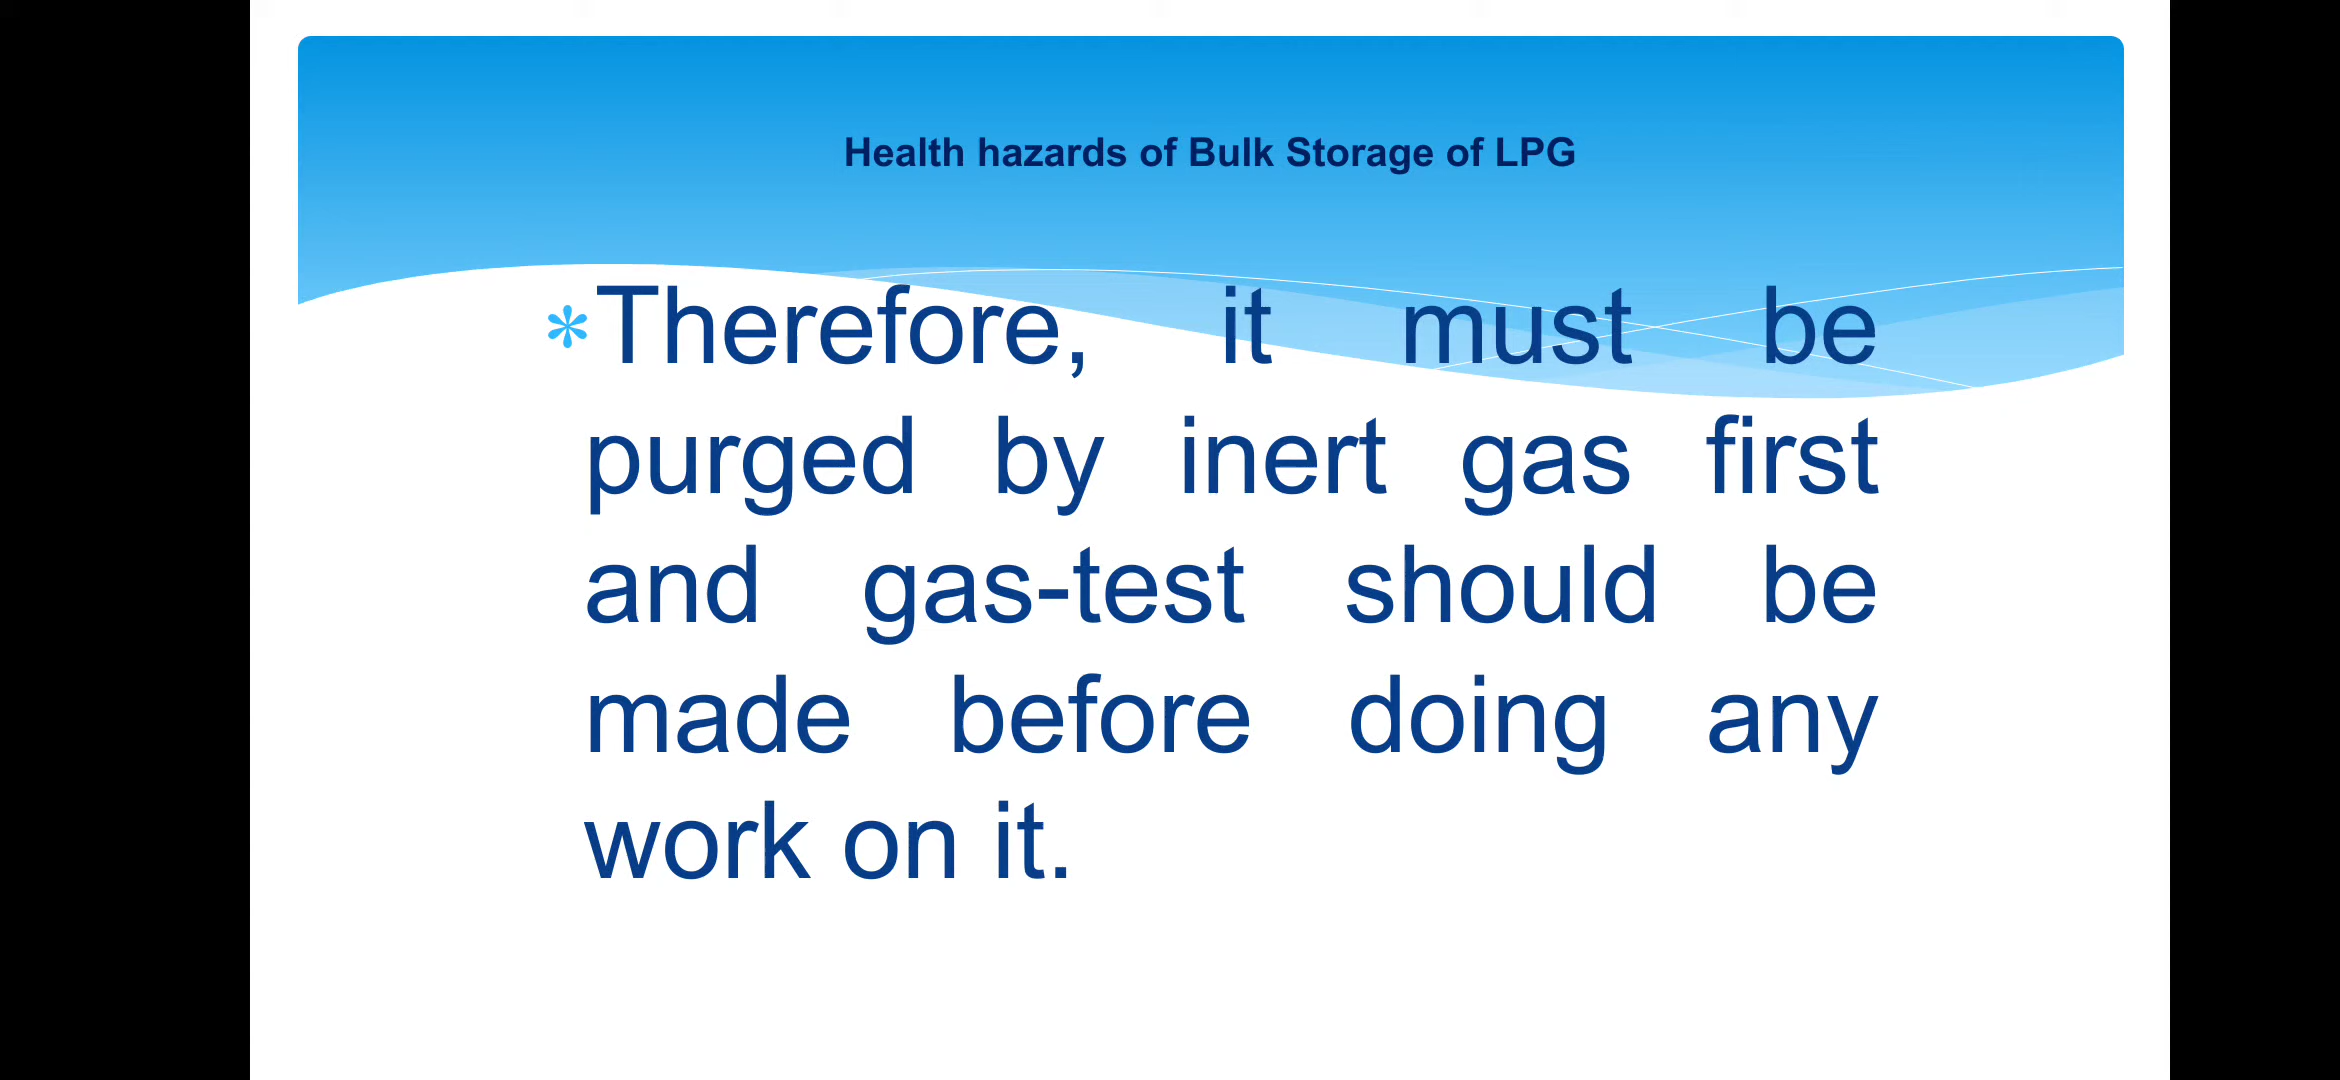 Health hazards of Bulk Storage of LPG
*Therefore, it must be
purged by inert gas first
and gas-test should be
made before doing any
work on it.